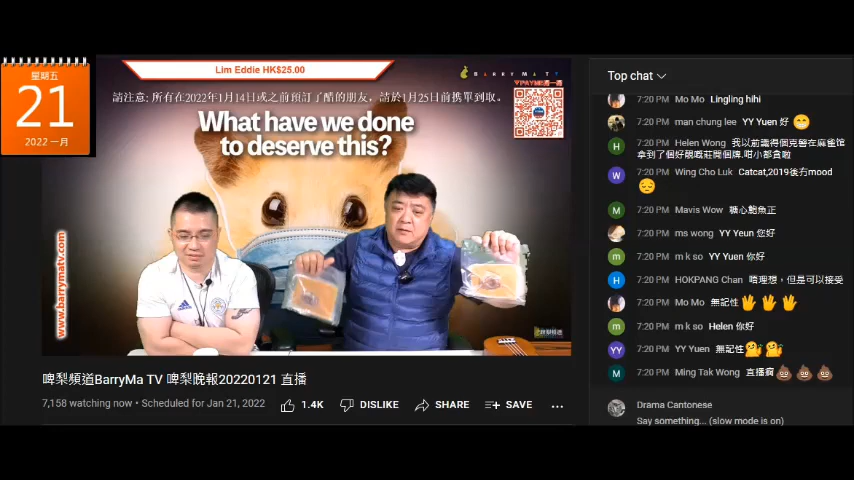 星期五
21
2022 一月
Lim Eddie HK$25.00
BARRYMA TV
請注意: 所有在2022年1月14日或之前預訂了醋的朋友，請於1月25日前携單到取。
What have we done
to deserve this?
www.barrymatv.com
啤梨頻道BarryMa TV 啤梨晚報20220121 直播
7,158 watching now • Scheduled for Jan 21, 2022
1.4K
DISLIKE
SHARE
SAVE
Top chat
7:20 PM Mo Mo Lingling hihi
7:20 PM man chung lee YY Yuen 好 😁
7:20 PM Helen Wong 我以前識得個克警在麻雀館
拿到了個好靚嘅莊開個牌,咁小都貪啦
7:20 PM Wing Cho Luk Catcat,2019後冇mood
😔
7:20 PM Mavis Wow 糖心鮑魚正
7:20 PM ms wong YY Yeun 您好
7:20 PM m k so YY Yuen 你好
7:20 PM HOKPANG Chan 唔理想，但是可以接受
7:20 PM Mo Mo 無記性🖖🖖🖖
7:20 PM m k so Helen 你好
7:20 PM YY Yuen 無記性
7:20 PM Ming Tak Wong 直播痾💩💩💩
Drama Cantonese
Say something... (slow mode is on)